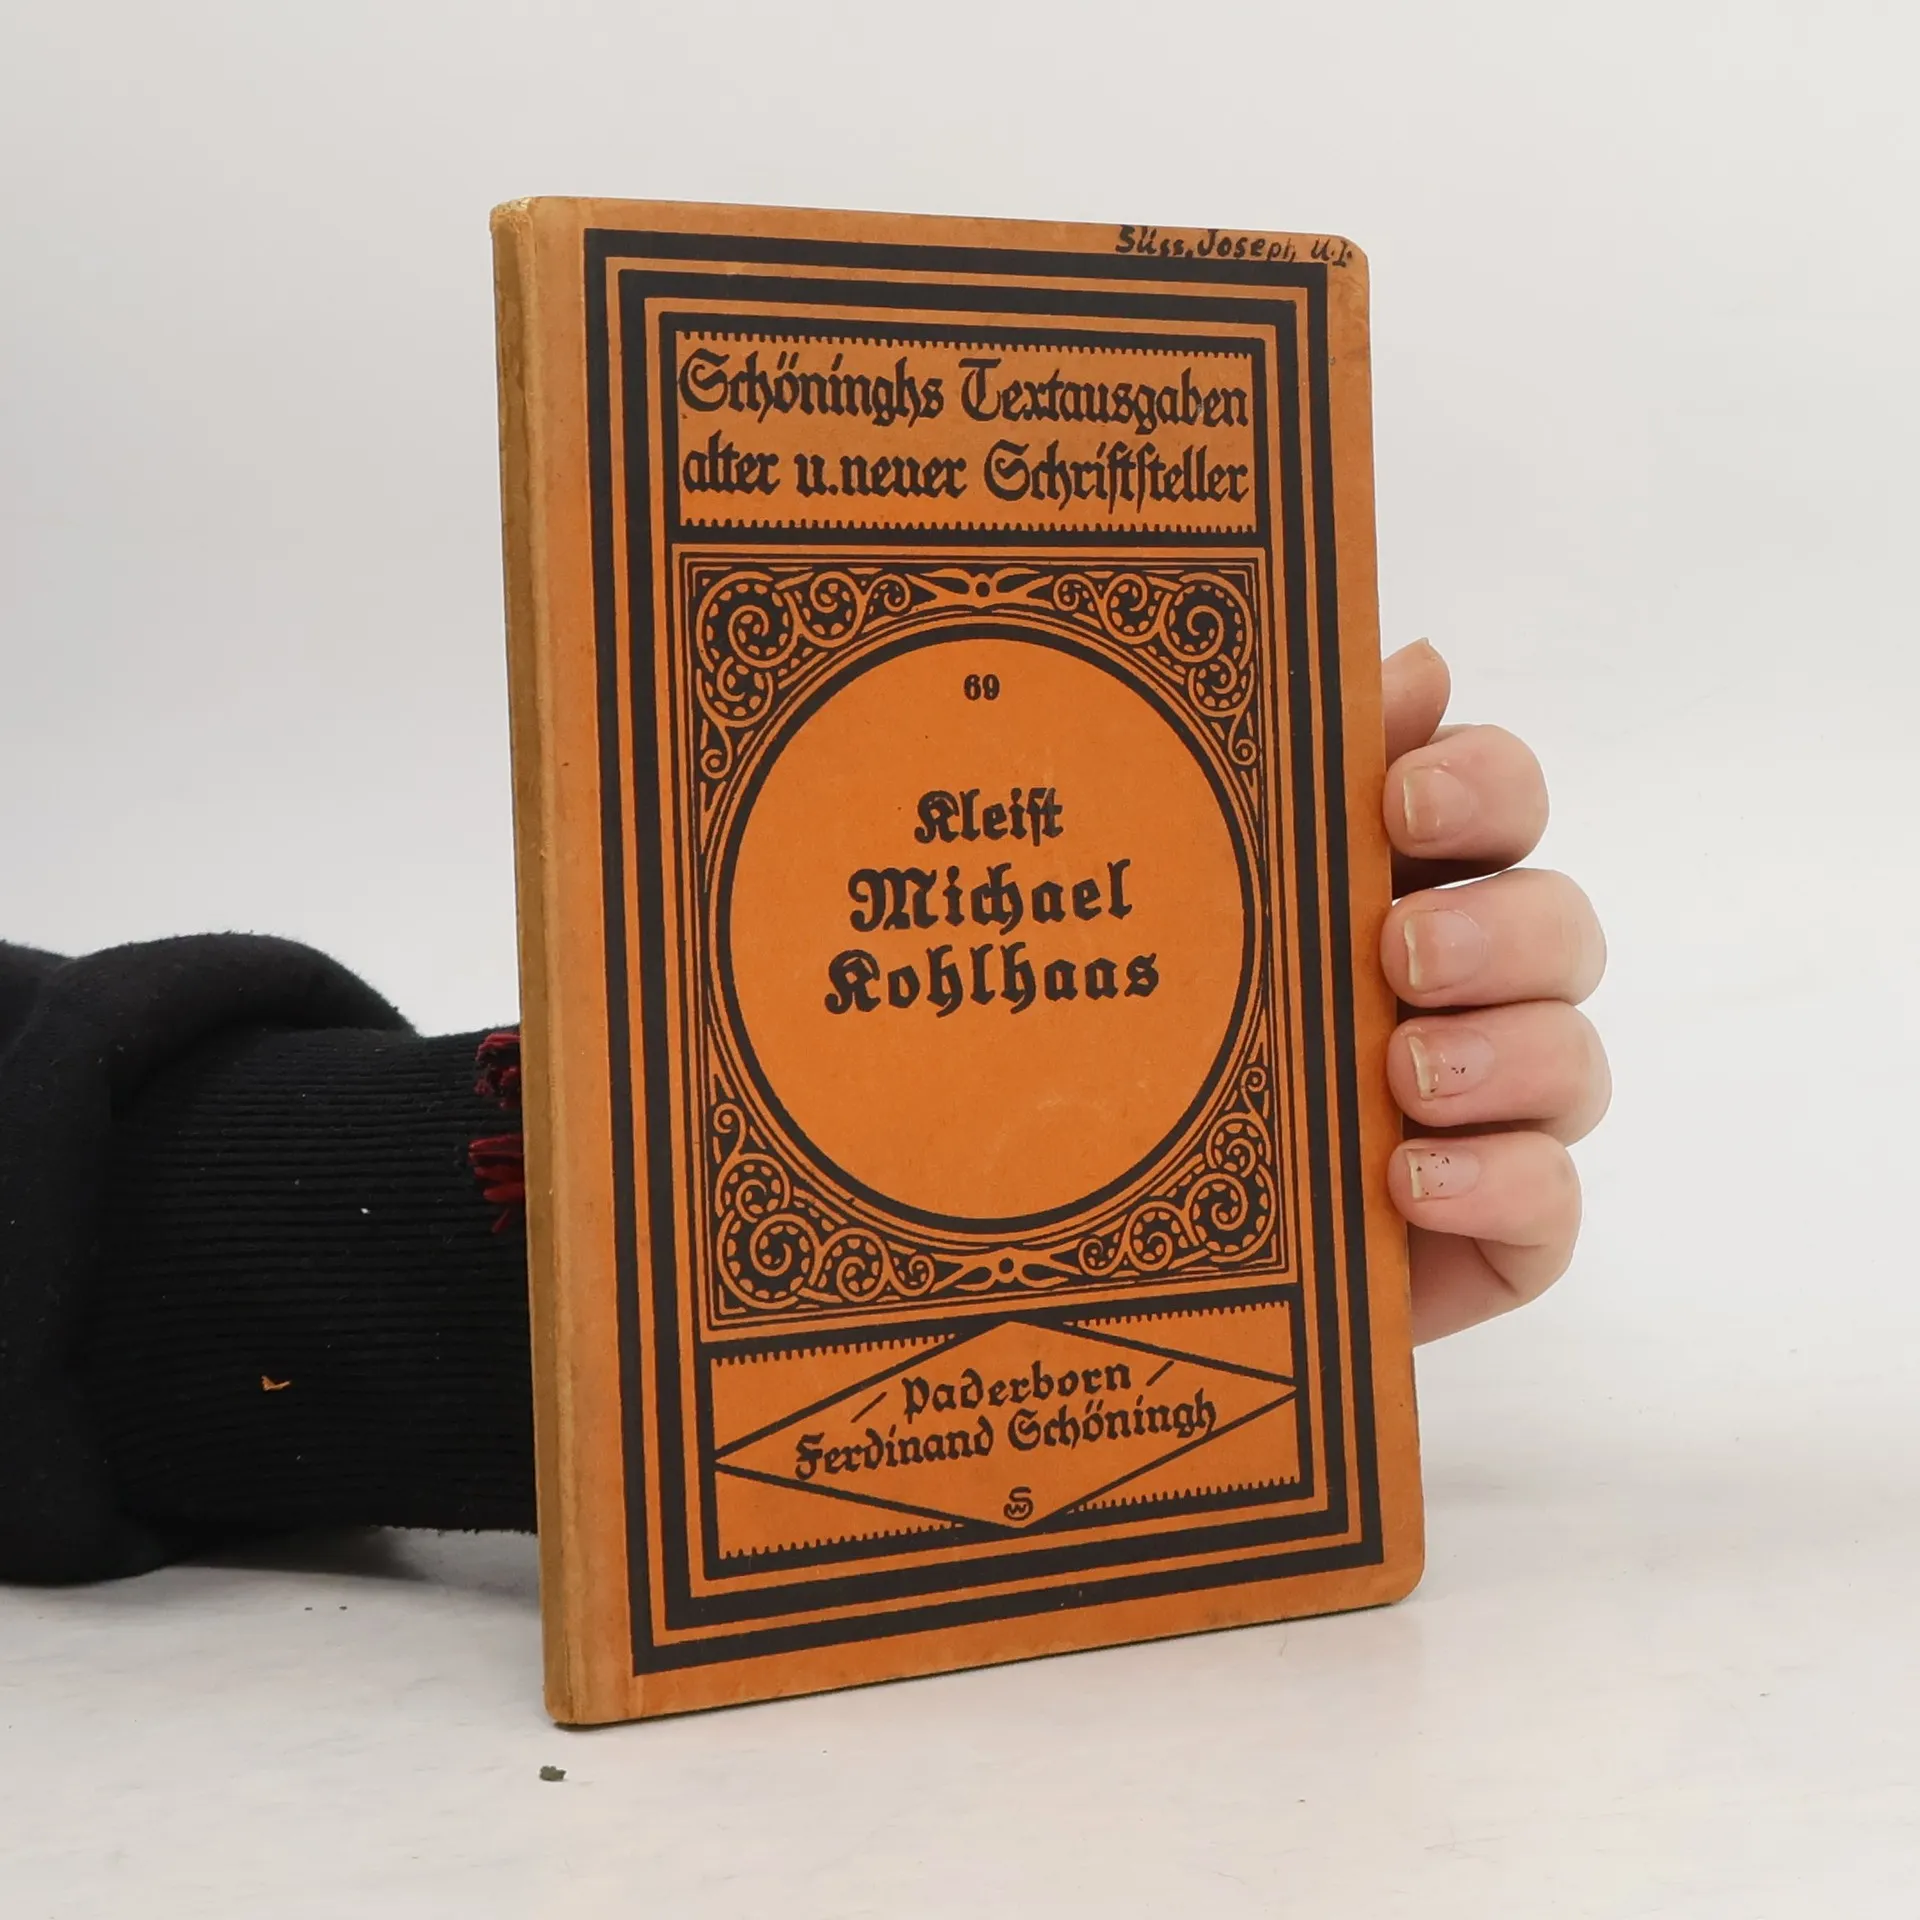 Süss, Joseph, U.I.
Schöninghs Textausgaben
alter u. neuer Schriftsteller
69
Kleist
Michael
Kohlhaas
Paderborn
Ferdinand Schöningh